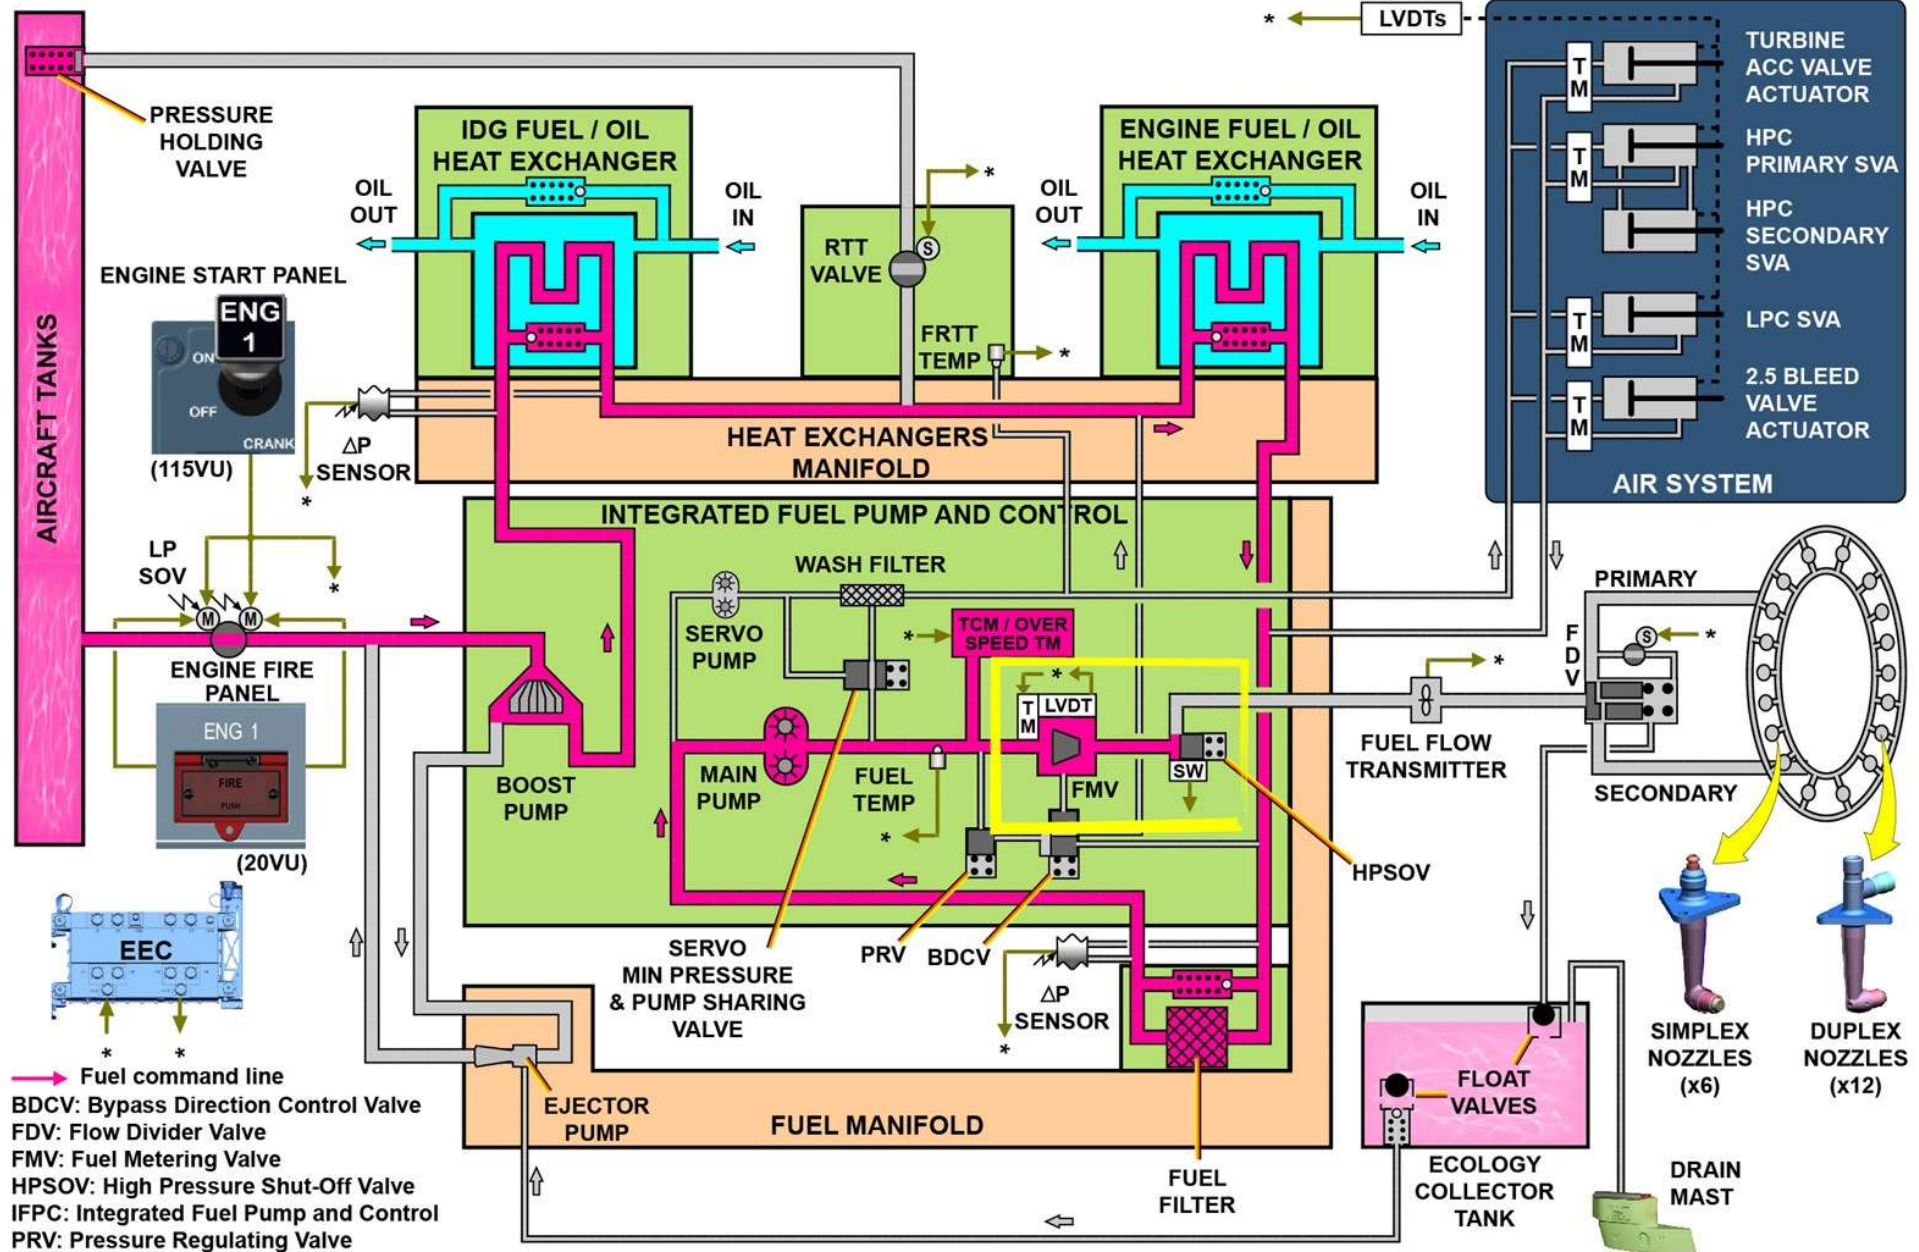 LVDTs
*
PRESSURE
HOLDING
VALVE
AIRCRAFT TANKS
IDG FUEL / OIL
HEAT EXCHANGER
OIL
OUT
OIL
IN
RTT
VALVE
S
*
FRTT
TEMP
*
ENGINE FUEL / OIL
HEAT EXCHANGER
OIL
OUT
OIL
IN
TM
TURBINE
ACC VALVE
ACTUATOR
TM
HPC
PRIMARY SVA
HPC
SECONDARY
SVA
TM
LPC SVA
TM
2.5 BLEED
VALVE
ACTUATOR
AIR SYSTEM
ENGINE START PANEL
ENG
1
ON
OFF
CRANK
(115VU)
ΔP
SENSOR
*
HEAT EXCHANGERS
MANIFOLD
LP
SOV
*
M
M
ENGINE FIRE
PANEL
ENG 1
FIRE
PUSH
(20VU)
INTEGRATED FUEL PUMP AND CONTROL
WASH FILTER
SERVO
PUMP
*
TCM / OVER
SPEED TM
BOOST
PUMP
MAIN
PUMP
FUEL
TEMP
*
*
TM
LVDT
FMV
SW
HPSOV
SERVO
MIN PRESSURE
& PUMP SHARING
VALVE
PRV
BDCV
ΔP
SENSOR
*
FUEL FLOW
TRANSMITTER
*
PRIMARY
FDV
S
*
SECONDARY
SIMPLEX
NOZZLES
(x6)
DUPLEX
NOZZLES
(x12)
EEC
*
*
EJECTOR
PUMP
FUEL MANIFOLD
FUEL
FILTER
FLOAT
VALVES
ECOLOGY
COLLECTOR
TANK
DRAIN
MAST
Fuel command line
BDCV: Bypass Direction Control Valve
FDV: Flow Divider Valve
FMV: Fuel Metering Valve
HPSOV: High Pressure Shut-Off Valve
IFPC: Integrated Fuel Pump and Control
PRV: Pressure Regulating Valve